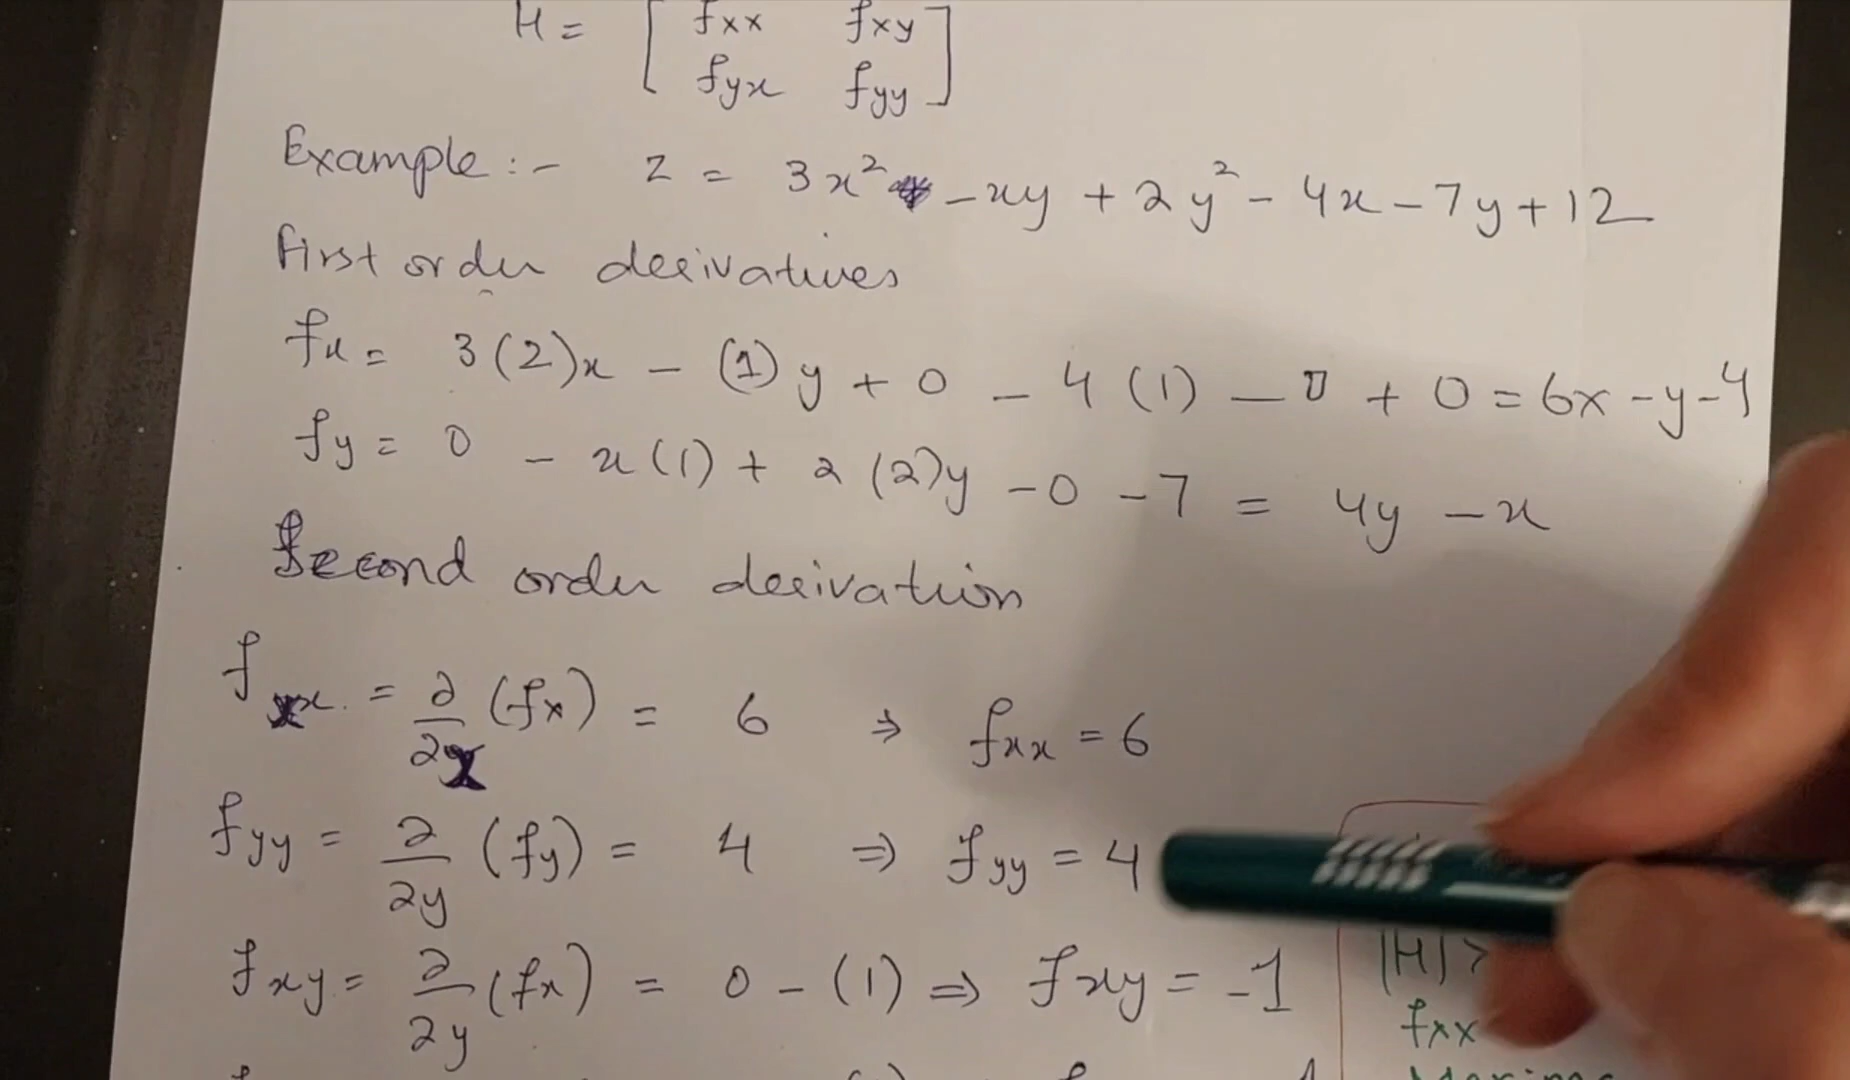 H = [ fxx fxy
fyx fyy ]
Example :- z = 3x² - xy + 2y² - 4x - 7y + 12
First order derivatives
fx = 3(2)x - (1)y + 0 - 4(1) - 0 + 0 = 6x - y - 4
fy = 0 - x(1) + 2(2)y - 0 - 7 = 4y - x
Second order derivation
fxx = ∂/∂x (fx) = 6 ⇒ fxx = 6
fyy = ∂/∂y (fy) = 4 ⇒ fyy = 4
fxy = ∂/∂y (fx) = 0 - (1) ⇒ fxy = -1
|H| >
fxx